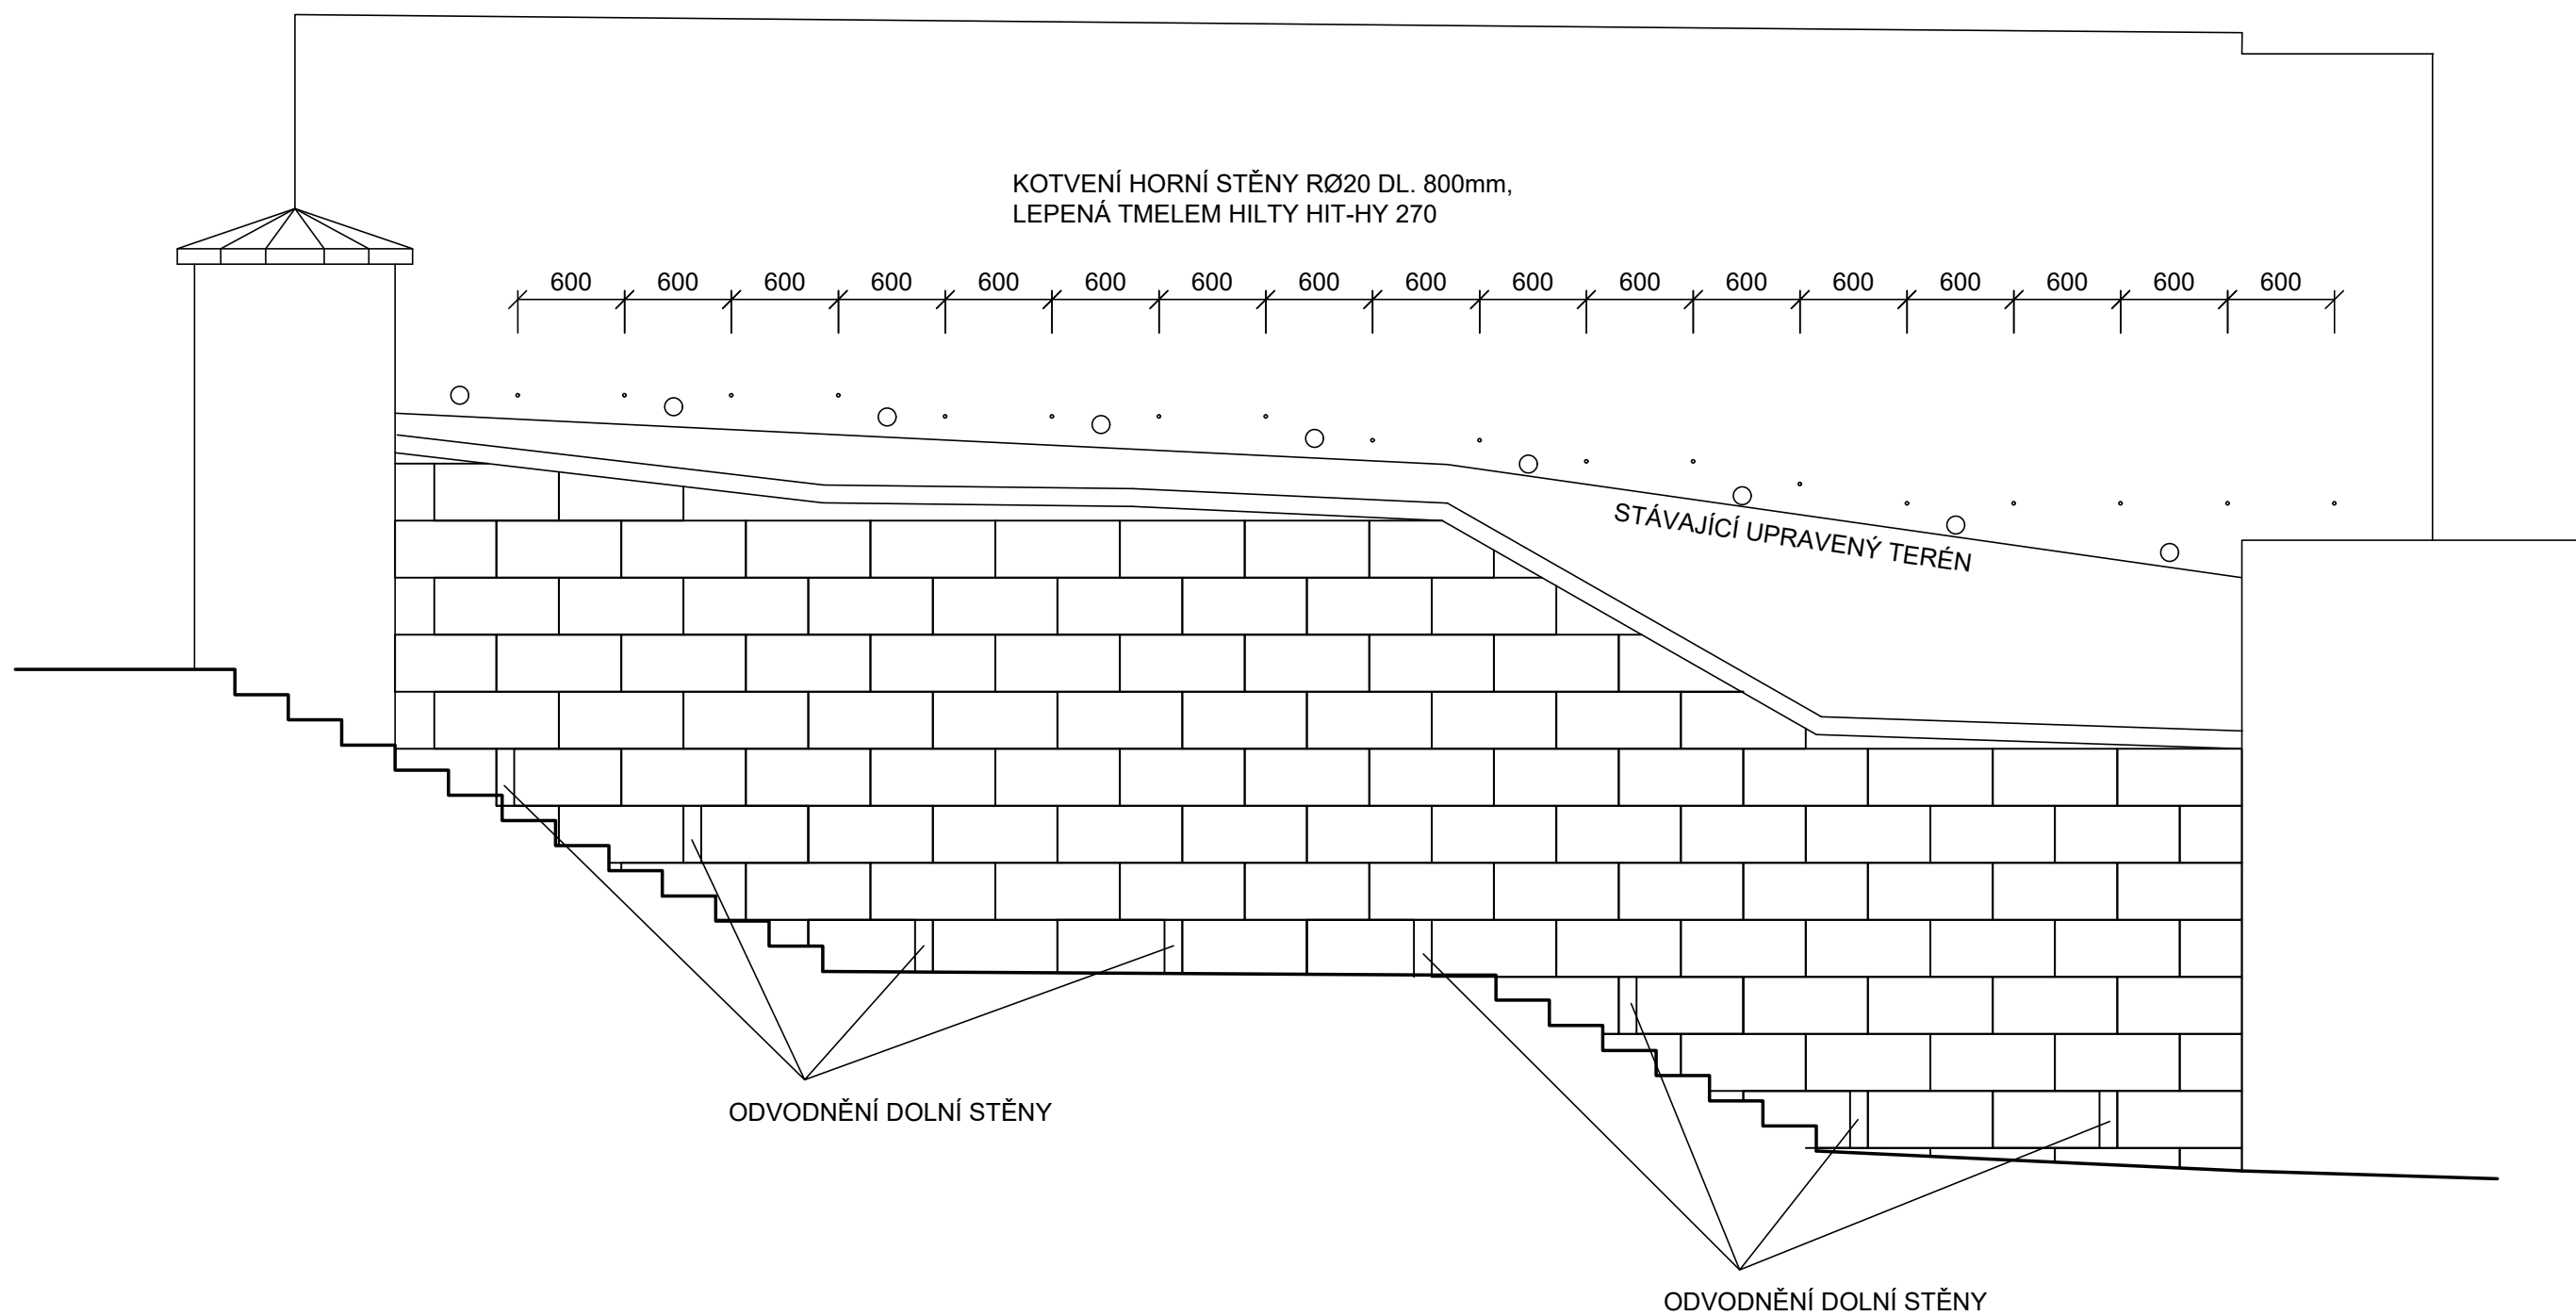 KOTVENÍ HORNÍ STĚNY RØ20 DL. 800mm,
LEPENÁ TMELEM HILTY HIT-HY 270
600 600 600 600 600 600 600 600 600 600 600 600 600 600 600 600 600
STÁVAJÍCÍ UPRAVENÝ TERÉN
ODVODNĚNÍ DOLNÍ STĚNY
ODVODNĚNÍ DOLNÍ STĚNY